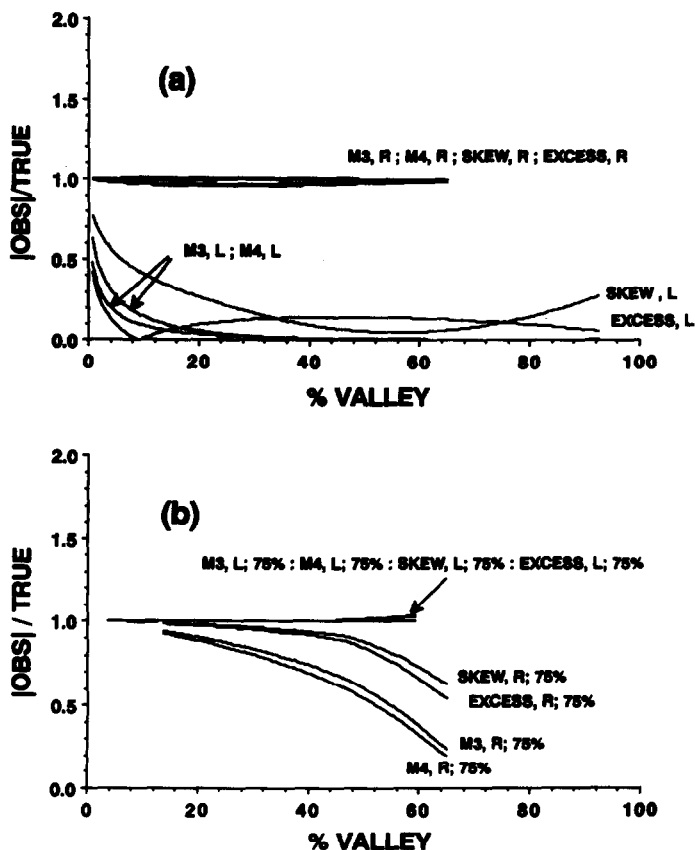 2.0
(a)
1.5
M3, R ; M4, R ; SKEW, R ; EXCESS, R
1.0
|OBS|/TRUE
M3, L ; M4, L
0.5
SKEW , L
EXCESS, L
0.0
0 20 40 60 80 100
% VALLEY
2.0
(b)
1.5
M3, L; 75% : M4, L; 75% : SKEW, L; 75% : EXCESS, L; 75%
1.0
|OBS| / TRUE
SKEW, R; 75%
EXCESS, R; 75%
0.5
M3, R; 75%
M4, R; 75%
0.0
0 20 40 60 80 100
% VALLEY